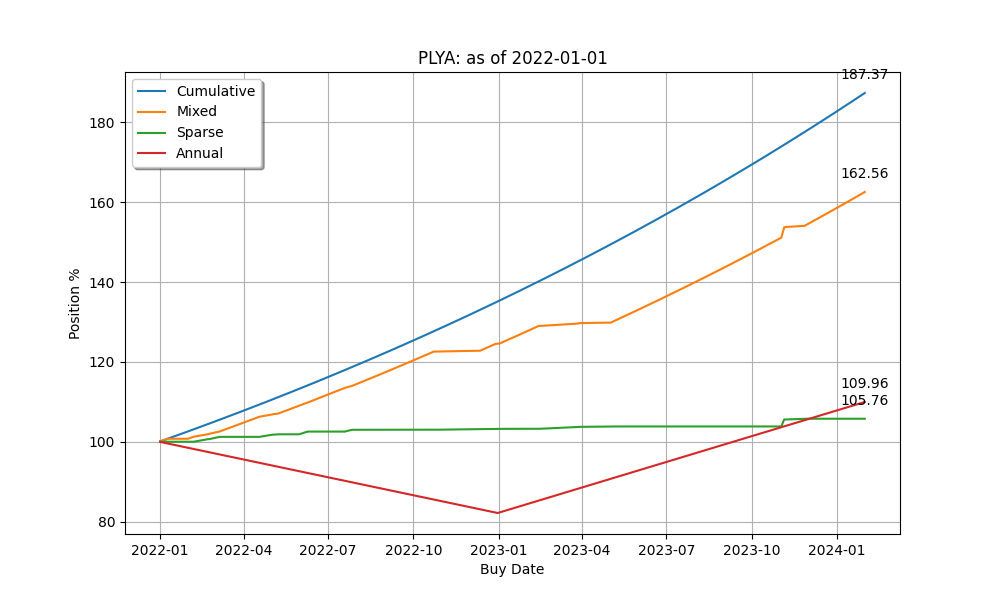 PLYA: as of 2022-01-01
187.37
Cumulative
Mixed
Sparse
Annual
180
162.56
160
140
120
109.96
105.76
100
80
Position %
2022-01 2022-04 2022-07 2022-10 2023-01 2023-04 2023-07 2023-10 2024-01
Buy Date